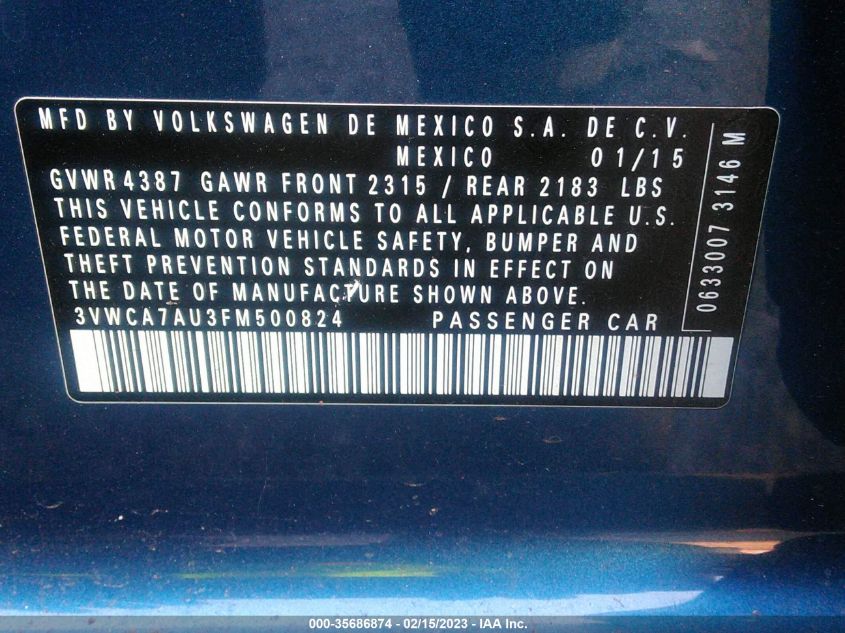 MFD BY VOLKSWAGEN DE MEXICO S.A. DE C.V.
MEXICO 01/15
GVWR 4387 GAWR FRONT 2315 / REAR 2183 LBS
THIS VEHICLE CONFORMS TO ALL APPLICABLE U.S.
FEDERAL MOTOR VEHICLE SAFETY, BUMPER AND
THEFT PREVENTION STANDARDS IN EFFECT ON
THE DATE OF MANUFACTURE SHOWN ABOVE.
3VWCA7AU3FM500824 PASSENGER CAR
0633007 3146 M
000-35686874 - 02/15/2023 - IAA Inc.